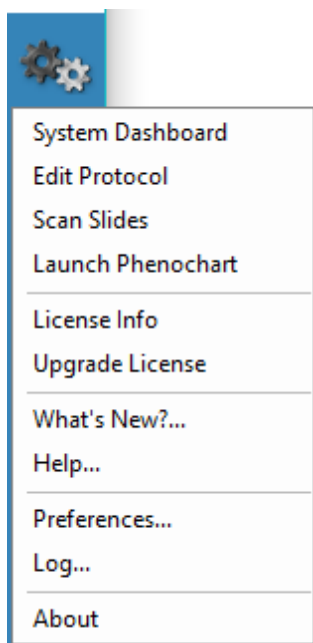 System Dashboard
Edit Protocol
Scan Slides
Launch Phenochart
License Info
Upgrade License
What's New?...
Help...
Preferences...
Log...
About